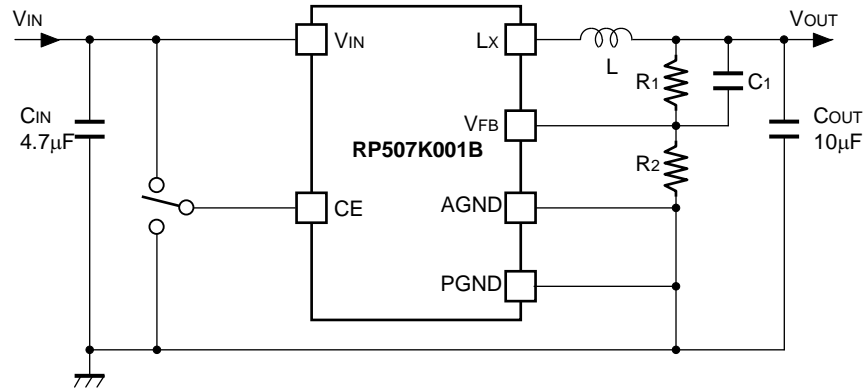 VIN
VOUT
VIN
LX
L
R1
C1
CIN
4.7μF
VFB
COUT
10μF
RP507K001B
R2
CE
AGND
PGND